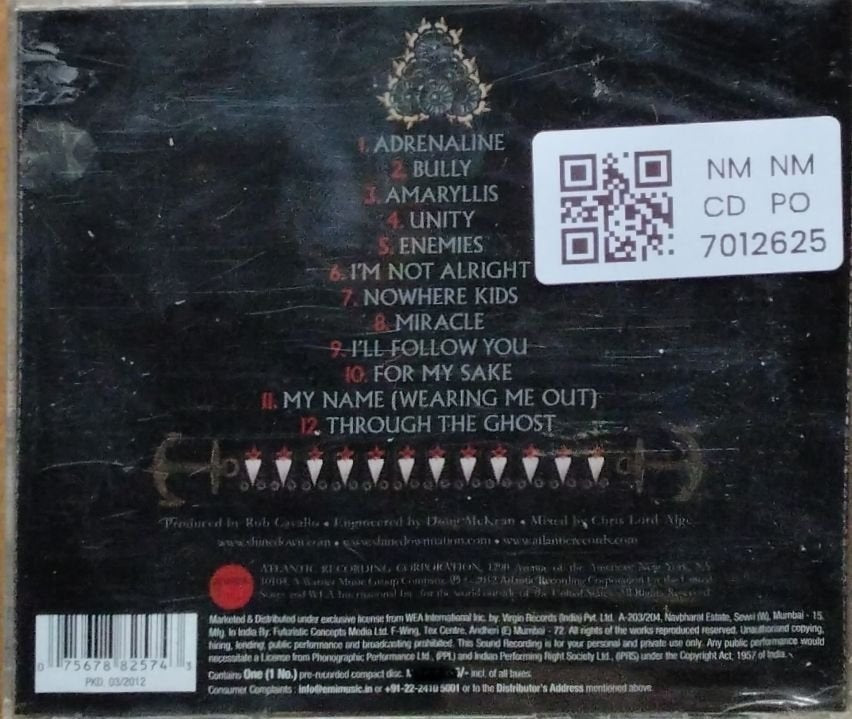 1. ADRENALINE
2. BULLY
3. AMARYLLIS
4. UNITY
5. ENEMIES
6. I'M NOT ALRIGHT
7. NOWHERE KIDS
8. MIRACLE
9. I'LL FOLLOW YOU
10. FOR MY SAKE
11. MY NAME (WEARING ME OUT)
12. THROUGH THE GHOST
NM NM
CD PO
7012625
Produced by Rob Cavallo • Engineered by Doug McKean • Mixed by Chris Lord-Alge
www.shinedown.com • www.shinedownnation.com • www.atlanticrecords.com
ATLANTIC RECORDING CORPORATION, 1290 Avenue of the Americas, New York, NY
10104. A Warner Music Group Company. ℗ © 2012 Atlantic Recording Corporation for the United
States and WEA International Inc. for the world outside of the United States. All Rights Reserved.
Marketed & Distributed under exclusive license from WEA International Inc. by: Virgin Records (India) Pvt. Ltd. A-203/204, Navbharat Estate, Sewri (W), Mumbai - 15.
Mfg. In India By: Futuristic Concepts Media Ltd. F-Wing, Tex Centre, Andheri (E) Mumbai - 72. All rights of the works reproduced reserved. Unauthorised copying,
hiring, lending, public performance and broadcasting prohibited. This Sound Recording is for your personal and private use only. Any public performance would
necessitate a License from Phonographic Performance Ltd., (PPL) and Indian Performing Right Society Ltd., (IPRS) under the Copyright Act, 1957 of India.
Contains One (1 No.) pre-recorded compact disc. /- incl. of all taxes.
Consumer Complaints : info@emimusic.in or +91-22-2410 5001 or to the Distributor's Address mentioned above.
0 75678 82574 3
PKD. 03/2012